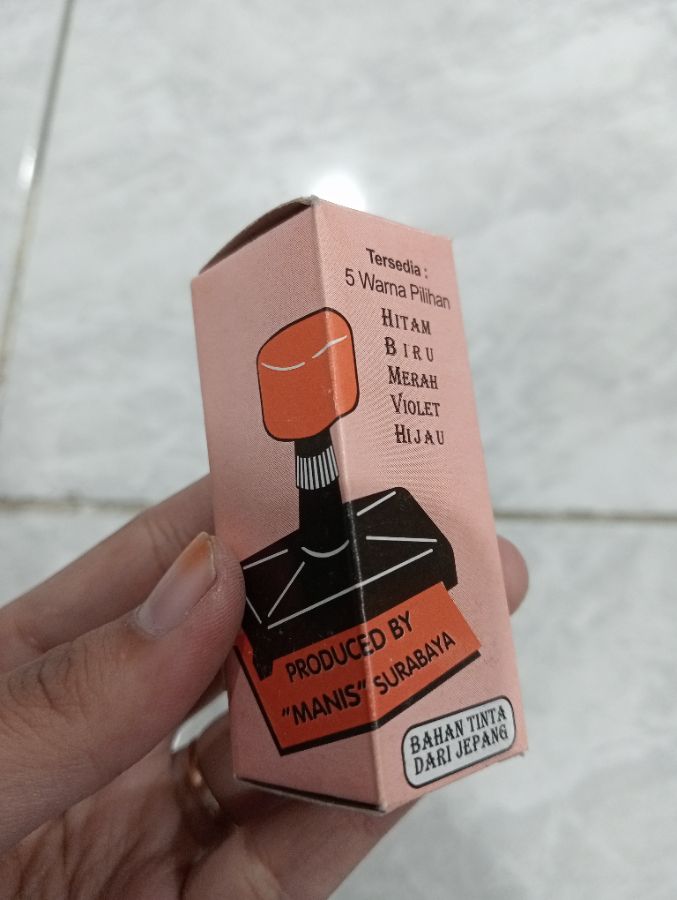 Tersedia :
5 Warna Pilihan
HITAM
BIRU
MERAH
VIOLET
HIJAU
PRODUCED BY
"MANIS" SURABAYA
BAHAN TINTA
DARI JEPANG